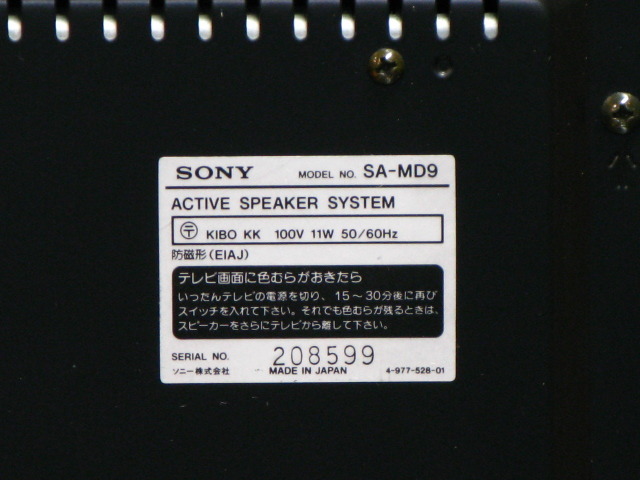 SONY MODEL NO. SA-MD9
ACTIVE SPEAKER SYSTEM
〒 KIBO KK 100V 11W 50/60Hz
防磁形(EIAJ)
テレビ画面に色むらがおきたら
いったんテレビの電源を切り、15〜30分後に再び
スイッチを入れて下さい。それでも色むらが残るときは、
スピーカーをさらにテレビから離して下さい。
SERIAL NO. 208599
ソニー株式会社 MADE IN JAPAN 4-977-528-01